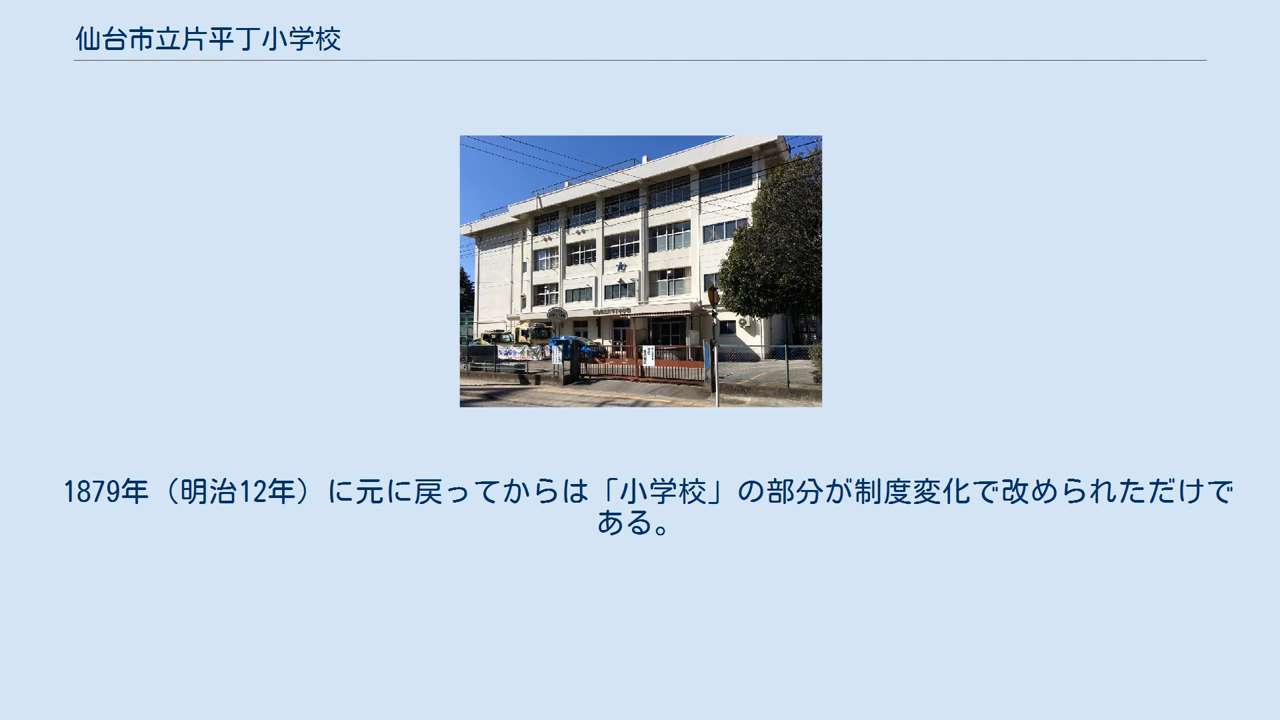 仙台市立片平丁小学校
1879年（明治12年）に元に戻ってからは「小学校」の部分が制度変化で改められただけで
ある。